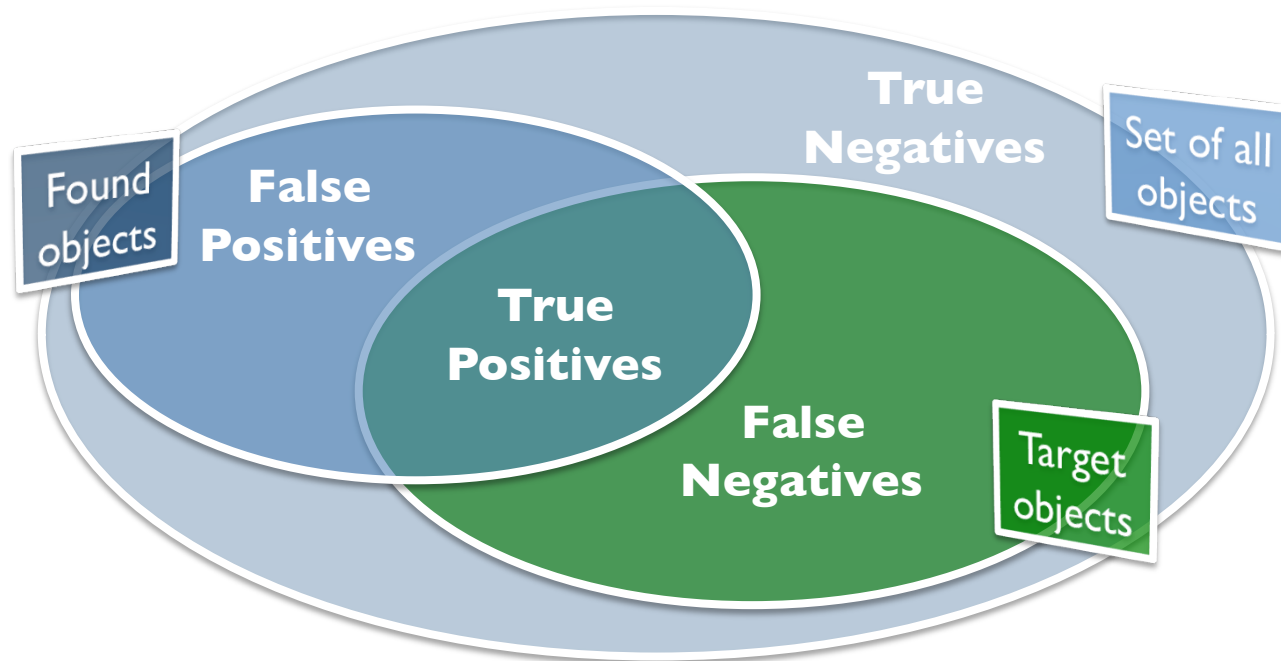 True
Negatives
Set of all
objects
Found
objects
False
Positives
True
Positives
False
Negatives
Target
objects